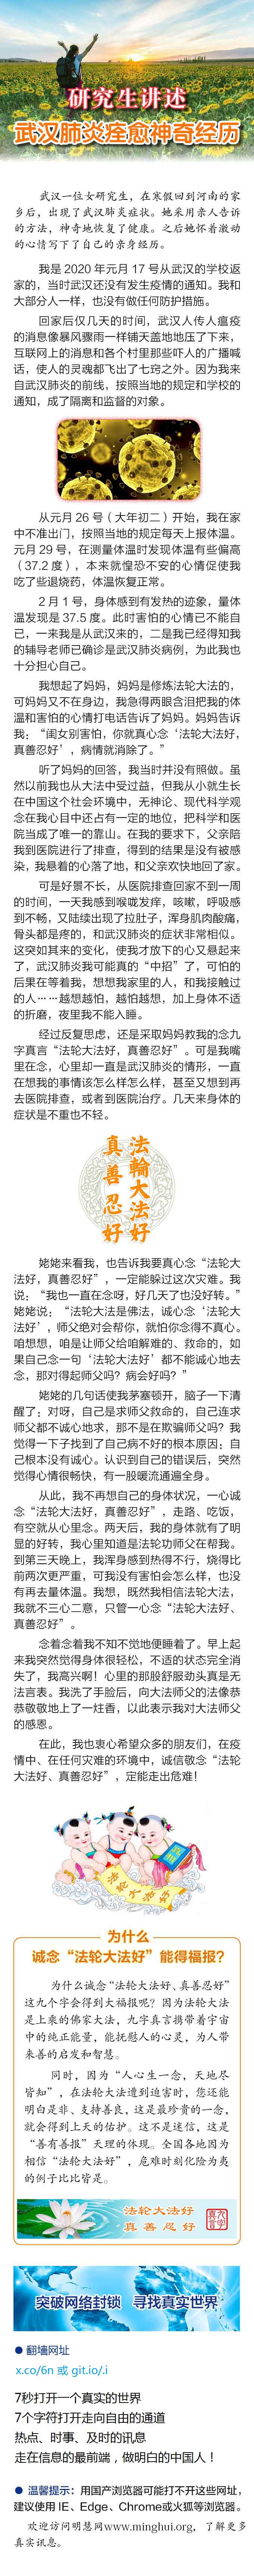 研究生讲述
武汉肺炎痊愈神奇经历
武汉一位女研究生，在寒假回到河南的家
乡后，出现了武汉肺炎症状。她采用亲人告诉
的方法，神奇地恢复了健康。之后她怀着激动
的心情写下了自己的亲身经历。
我是 2020 年元月 17 号从武汉的学校返
家的，当时武汉还没有发生疫情的通知。我和
大部分人一样，也没有做任何防护措施。
回家后仅几天的时间，武汉人传人瘟疫
的消息像暴风骤雨一样铺天盖地地压了下来，
互联网上的消息和各个村里那些吓人的广播喊
话，使人的灵魂都飞出了七窍之外。因为我来
自武汉肺炎的前线，按照当地的规定和学校的
通知，成了隔离和监督的对象。
从元月 26 号（大年初二）开始，我在家
中不准出门，按照当地的规定每天上报体温。
元月 29 号，在测量体温时发现体温有些偏高
（37.2 度），本来就惶恐不安的心情促使我
吃了些退烧药，体温恢复正常。
2 月 1 号，身体感到有发热的迹象，量体
温发现是 37.5 度。此时害怕的心情已不能自
已，一来我是从武汉来的，二是我已经得知我
的辅导老师已确诊是武汉肺炎病例，为此我也
十分担心自己。
我想起了妈妈，妈妈是修炼法轮大法的，
可妈妈又不在身边，我急得两眼含泪把我的体
温和害怕的心情打电话告诉了妈妈。妈妈告诉
我：“闺女别害怕，你就真心念‘法轮大法好，
真善忍好’，病情就消除了。”
听了妈妈的回答，我当时并没有照做。虽
然以前我也从大法中受过益，但我从小就生长
在中国这个社会环境中，无神论、现代科学观
念在我心目中还占有一定的地位，把科学和医
院当成了唯一的靠山。在我的要求下，父亲陪
我到医院进行了排查，得到的结果是没有被感
染，我悬着的心落了地，和父亲欢快地回了家。
可是好景不长，从医院排查回家不到一周
的时间，一天我感到喉咙发痒，咳嗽，呼吸感
到不畅，又陆续出现了拉肚子，浑身肌肉酸痛，
骨头都是疼的，和武汉肺炎的症状非常相似。
这突如其来的变化，使我才放下的心又悬起来
了，武汉肺炎我可能真的“中招”了，可怕的
后果在等着我，想想我家里的人，和我接触过
的人……越想越怕，越怕越想，加上身体不适
的折磨，夜里我不能入睡。
经过反复思虑，还是采取妈妈教我的念九
字真言“法轮大法好，真善忍好”。可是我嘴
里在念，心里却一直是武汉肺炎的情形，一直
在想我的事情该怎么样怎么样，甚至又想到再
去医院排查，或者到医院治疗。几天来身体的
症状是不重也不轻。
法輪大法好
真善忍好
姥姥来看我，也告诉我要真心念“法轮大
法好，真善忍好”，一定能躲过这次灾难。我
说：“我也一直在念呀，好几天了也没好转。”
姥姥说：“法轮大法是佛法，诚心念‘法轮大
法好’，师父绝对会帮你，就怕你念得不真心。
咱想想，咱是让师父给咱解难的、救命的，如
果自己念一句‘法轮大法好’都不能诚心地去
念，那对得起师父吗？病会好吗？”
姥姥的几句话使我茅塞顿开，脑子一下清
醒了：对呀，自己是求师父救命的，自己连求
师父都不诚心地求，那不是在欺骗师父吗？我
觉得一下子找到了自己病不好的根本原因：自
己根本没有诚心。认识到自己的错误后，突然
觉得心情很畅快，有一股暖流通遍全身。
从此，我不再想自己的身体状况，一心诚
念“法轮大法好，真善忍好”，走路、吃饭，
有空就从心里念。两天后，我的身体就有了明
显的好转，我心里知道是法轮功师父在帮我。
到第三天晚上，我浑身感到热得不行，烧得比
前两次更严重，可我没有害怕会怎么样，也没
有再去量体温。我想，既然我相信法轮大法，
我就不三心二意，只管一心念“法轮大法好、
真善忍好”。
念着念着我不知不觉地便睡着了。早上起
来我突然觉得身体很轻松，不适的状态完全消
失了，我高兴啊！心里的那股舒服劲头真是无
法言表。我洗了手脸后，向大法师父的法像恭
恭敬敬地上了一炷香，以此表示我对大法师父
的感恩。
在此，我也衷心希望众多的朋友们，在疫
情中、在任何灾难的环境中，诚信敬念“法轮
大法好、真善忍好”，定能走出危难！
为什么
诚念“法轮大法好”能得福报？
为什么诚念“法轮大法好、真善忍好”
这九个字会得到大福报呢？因为法轮大法
是上乘的佛家大法，九字真言携带着宇宙
中的纯正能量，能抚慰人的心灵，为人带
来善的启发和智慧。
同时，因为“人心生一念，天地尽
皆知”，在法轮大法遭到迫害时，您还能
明白是非、支持善良，这是最珍贵的一念，
就会得到上天的佑护。这不是迷信，这是
“善有善报”天理的体现。全国各地因为
相信“法轮大法好”，危难时刻化险为夷
的例子比比皆是。
法轮大法好
真善忍好
突破网络封锁 寻找真实世界
● 翻墙网址
x.co/6n 或 git.io/.i
7秒打开一个真实的世界
7个字符打开走向自由的通道
热点、时事、及时的讯息
走在信息的最前端，做明白的中国人！
● 温馨提示：用国产浏览器可能打不开这些网址，
建议使用 IE、Edge、Chrome或火狐等浏览器。
欢迎访问明慧网www.minghui.org，了解更多
真实讯息。